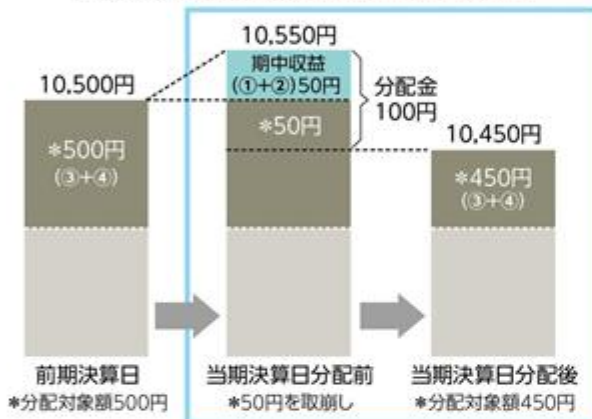 10,550円
10,500円
期中収益
(①+②)50円
分配金
100円
*50円
10,450円
*500円
(③+④)
*450円
(③+④)
前期決算日
*分配対象額500円
当期決算日分配前
*50円を取崩し
当期決算日分配後
*分配対象額450円